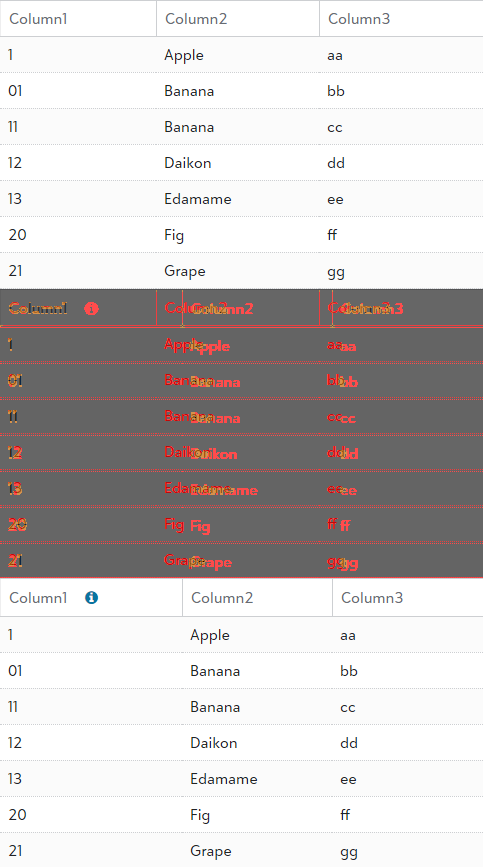 Column1 Column2 Column3
1 Apple aa
01 Banana bb
11 Banana cc
12 Daikon dd
13 Edamame ee
20 Fig ff
21 Grape gg
Column1 Column2 Column3
1 Apple aa
01 Banana bb
11 Banana cc
12 Daikon dd
13 Edamame ee
20 Fig ff
21 Grape gg
Column1 Column2 Column3
1 Apple aa
01 Banana bb
11 Banana cc
12 Daikon dd
13 Edamame ee
20 Fig ff
21 Grape gg